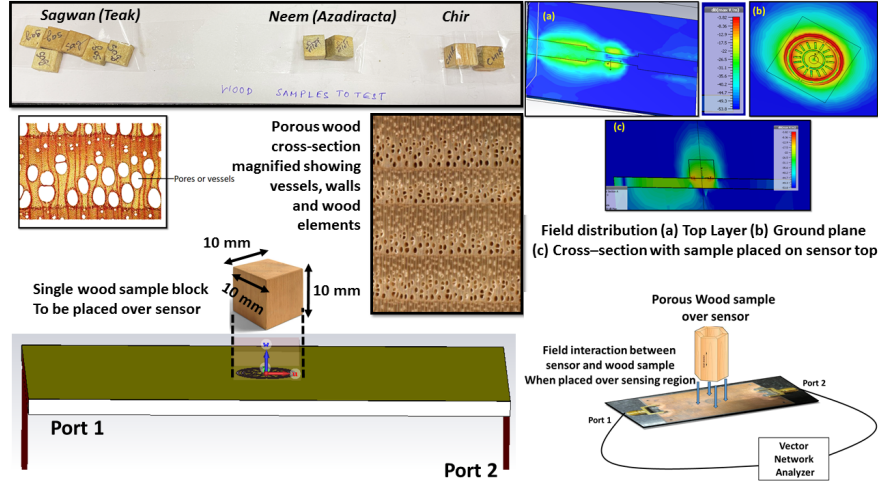 Sagwan (Teak)
Neem (Azadiracta)
Chir
WOOD SAMPLES TO TEST
(a)
(b)
(c)
Pores or vessels
Porous wood
cross-section
magnified showing
vessels, walls
and wood
elements
Field distribution (a) Top Layer (b) Ground plane
(c) Cross–section with sample placed on sensor top
10 mm
10 mm
10 mm
Single wood sample block
To be placed over sensor
Port 1
Port 2
Porous Wood sample
over sensor
Field interaction between
sensor and wood sample
When placed over sensing region
Port 2
Port 1
Vector
Network
Analyzer